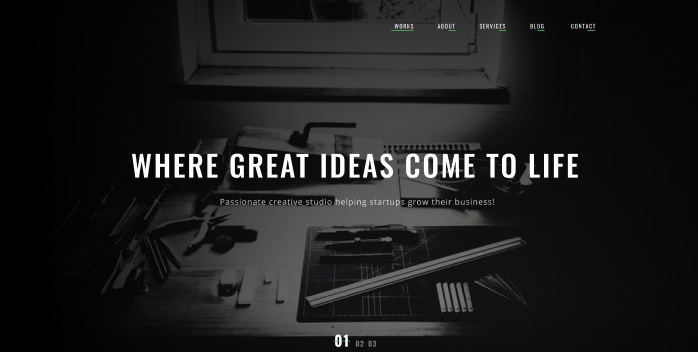 WORKS ABOUT SERVICES BLOG CONTACT
WHERE GREAT IDEAS COME TO LIFE
Passionate creative studio helping startups grow their business!
01 02 03